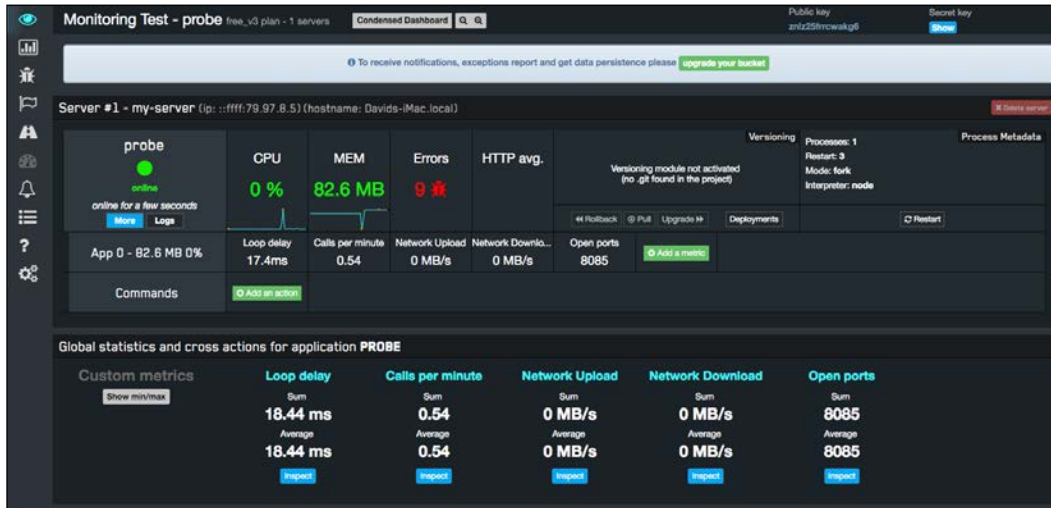 Monitoring Test - probe free_v3 plan - 1 servers
Condensed Dashboard
Public key
znlz25frrcwakg6
Secret key
Show
To receive notifications, exceptions report and get data persistence please upgrade your bucket
Server #1 - my-server (ip: ::ffff:79.97.8.5) (hostname: Davids-iMac.local)
Delete server
probe
online
online for a few seconds
More Logs
CPU
0 %
MEM
82.6 MB
Errors
9
HTTP avg.
Versioning
Versioning module not activated
(no .git found in the project)
Rollback Pull Upgrade Deployments
Process Metadata
Processes: 1
Restart: 3
Mode: fork
Interpreter: node
Restart
App 0 - 82.6 MB 0%
Loop delay
17.4ms
Calls per minute
0.54
Network Upload
0 MB/s
Network Downlo...
0 MB/s
Open ports
8085
Add a metric
Commands
Add an action
Global statistics and cross actions for application PROBE
Custom metrics
Show min/max
Loop delay
Sum
18.44 ms
Average
18.44 ms
Inspect
Calls per minute
Sum
0.54
Average
0.54
Inspect
Network Upload
Sum
0 MB/s
Average
0 MB/s
Inspect
Network Download
Sum
0 MB/s
Average
0 MB/s
Inspect
Open ports
Sum
8085
Average
8085
Inspect